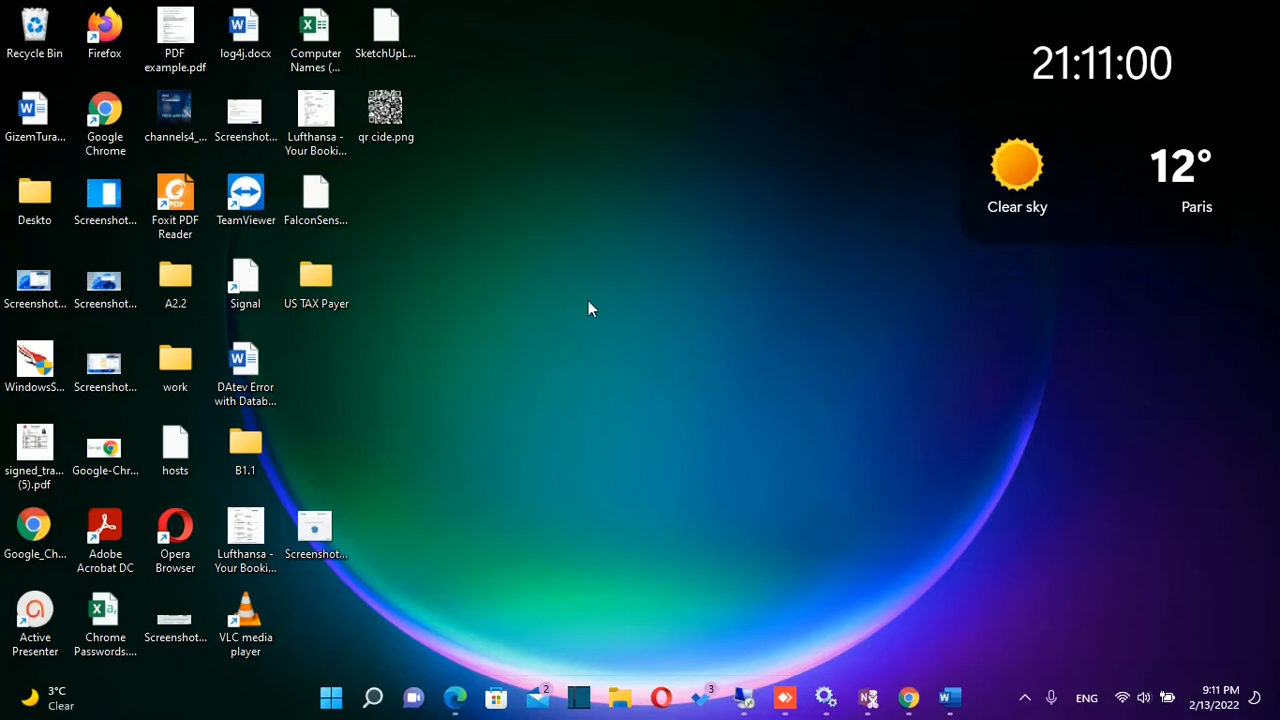 Recycle Bin
Firefox
PDF
example.pdf
log4j.docx
Computer
Names (...
SketchUpL...
21:11:00
GizemTura...
Google
Chrome
channels4_...
Screenshot...
Lufthansa -
Your Booki...
qr cide.png
12°
Clear sky
Paris
Deskto
Screenshot...
Foxit PDF
Reader
TeamViewer
FalconSens...
Screenshot...
Screenshot...
A2.2
Signal
US TAX Payer
WindowsS...
Screenshot...
work
DAtev Error
with Datab...
signed_tra...
(5).pdf
Google-Chr...
hosts
B1.1
Google_Ch...
Adobe
Acrobat DC
Opera
Browser
Lufthansa -
Your Booki...
Screenshot...
Active
Presenter
Chrome
Passwords....
Screenshot...
VLC media
player
3°C
Clear
2
3
ENG
9:11 PM
2/13/2022